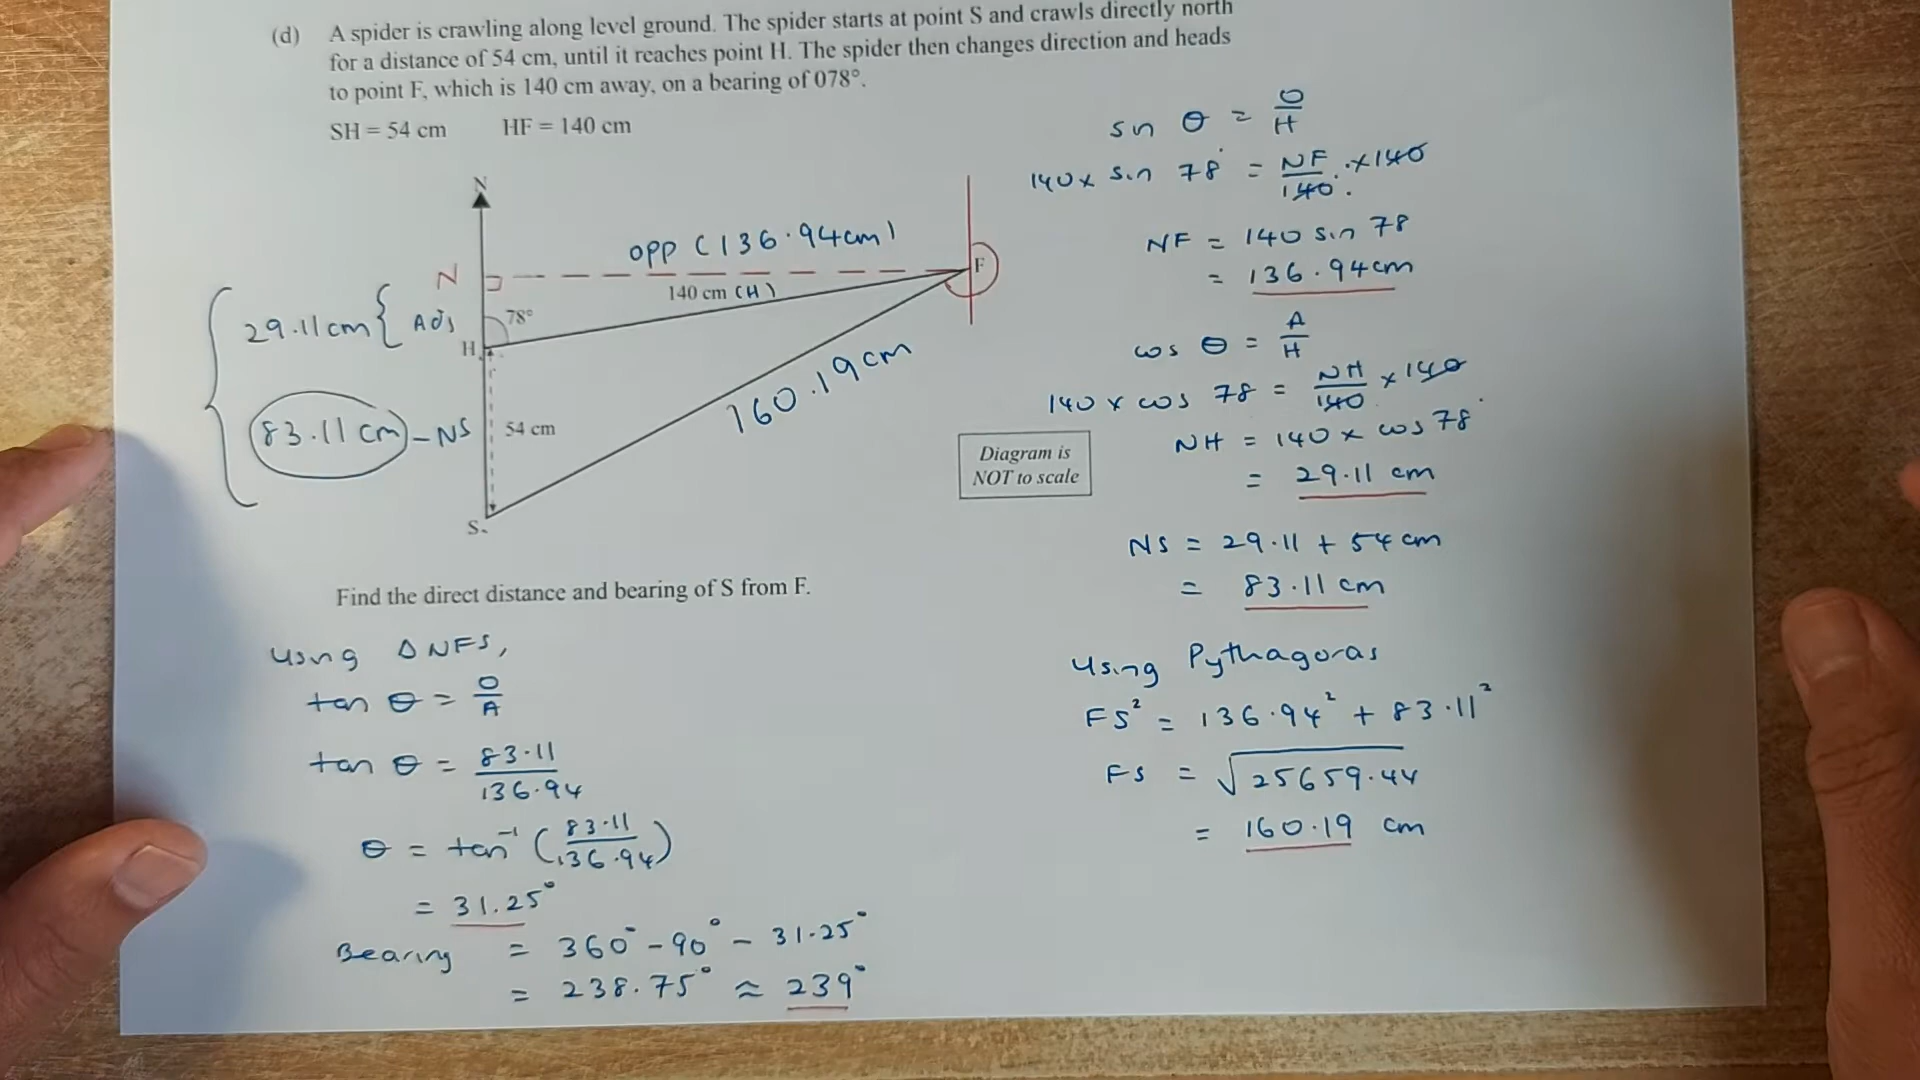 (d) A spider is crawling along level ground. The spider starts at point S and crawls directly north
for a distance of 54 cm, until it reaches point H. The spider then changes direction and heads
to point F, which is 140 cm away, on a bearing of 078°.
SH = 54 cm HF = 140 cm
N
opp (136.94cm)
N
F
140 cm (H)
29.11cm { Adj
78°
H
160.19cm
83.11 cm - NS
54 cm
Diagram is
NOT to scale
S
Find the direct distance and bearing of S from F.
Using △NFS,
tan θ = O/A
tan θ = 83.11/136.94
θ = tan⁻¹ (83.11/136.94)
= 31.25°
Bearing = 360° - 90° - 31.25°
= 238.75° ≈ 239°
sin θ = O/H
140 x sin 78 = NF/140 . x 140
NF = 140 sin 78
= 136.94cm
cos θ = A/H
140 x cos 78 = NH/140 x 140
NH = 140 x cos 78
= 29.11 cm
NS = 29.11 + 54 cm
= 83.11 cm
Using Pythagoras
FS² = 136.94² + 83.11²
FS = √25659.44
= 160.19 cm